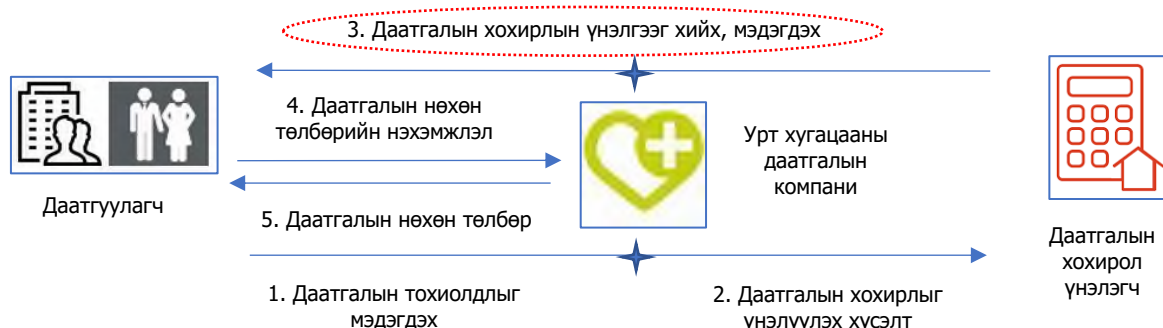 3. Даатгалын хохирлын үнэлгээг хийх, мэдэгдэх
4. Даатгалын нөхөн
төлбөрийн нэхэмжлэл
Урт хугацааны
даатгалын
компани
Даатгуулагч
5. Даатгалын нөхөн төлбөр
Даатгалын
хохирол
үнэлэгч
1. Даатгалын тохиолдлыг
мэдэгдэх
2. Даатгалын хохирлыг
үнэлүүлэх хүсэлт